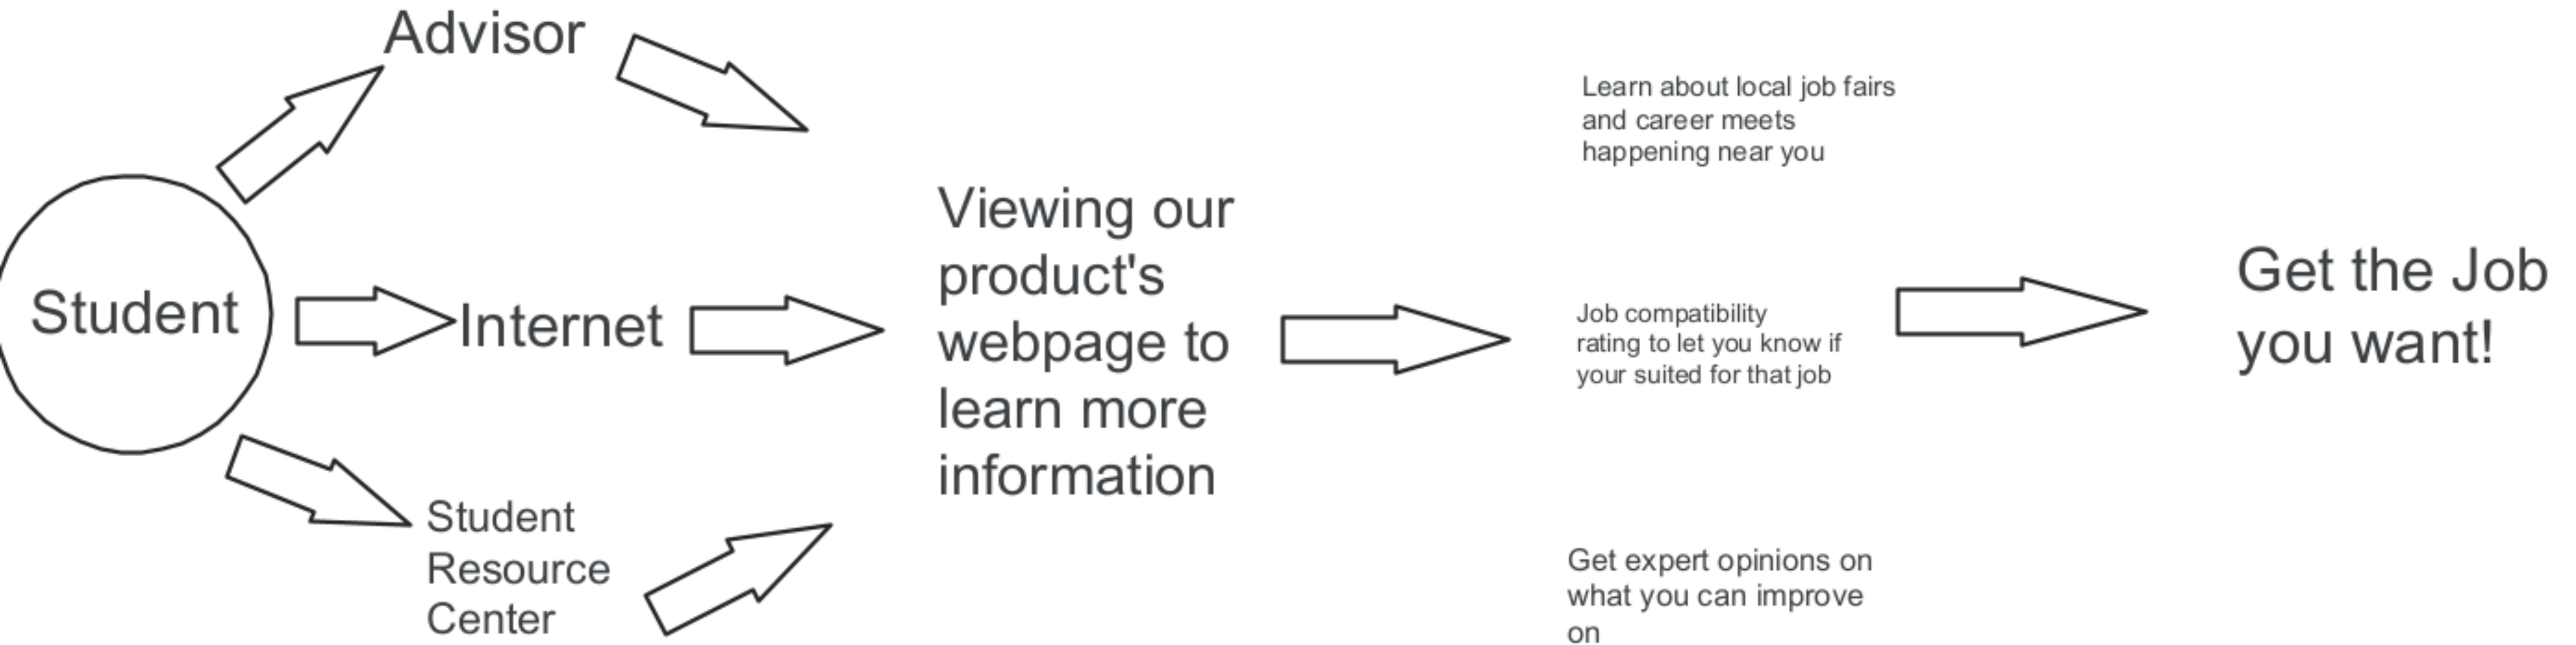 Student
Advisor
Internet
Student
Resource
Center
Viewing our
product's
webpage to
learn more
information
Learn about local job fairs
and career meets
happening near you
Job compatibility
rating to let you know if
your suited for that job
Get expert opinions on
what you can improve
on
Get the Job
you want!